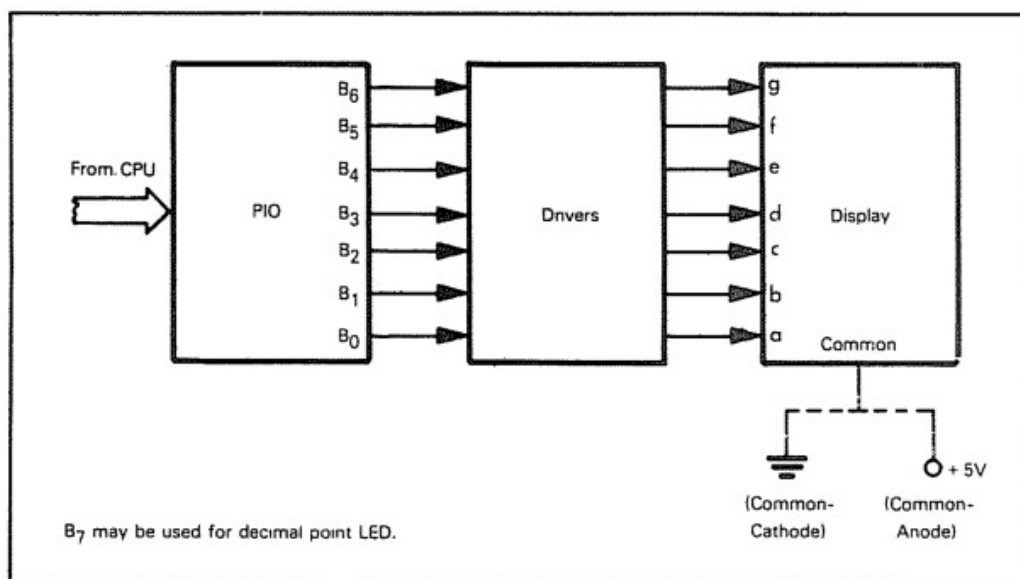 B6
g
B5
f
From CPU
B4
e
PIO
B3
Drivers
d
Display
B2
c
B1
b
B0
a
Common
+ 5V
(Common-
Cathode)
(Common-
Anode)
B7 may be used for decimal point LED.